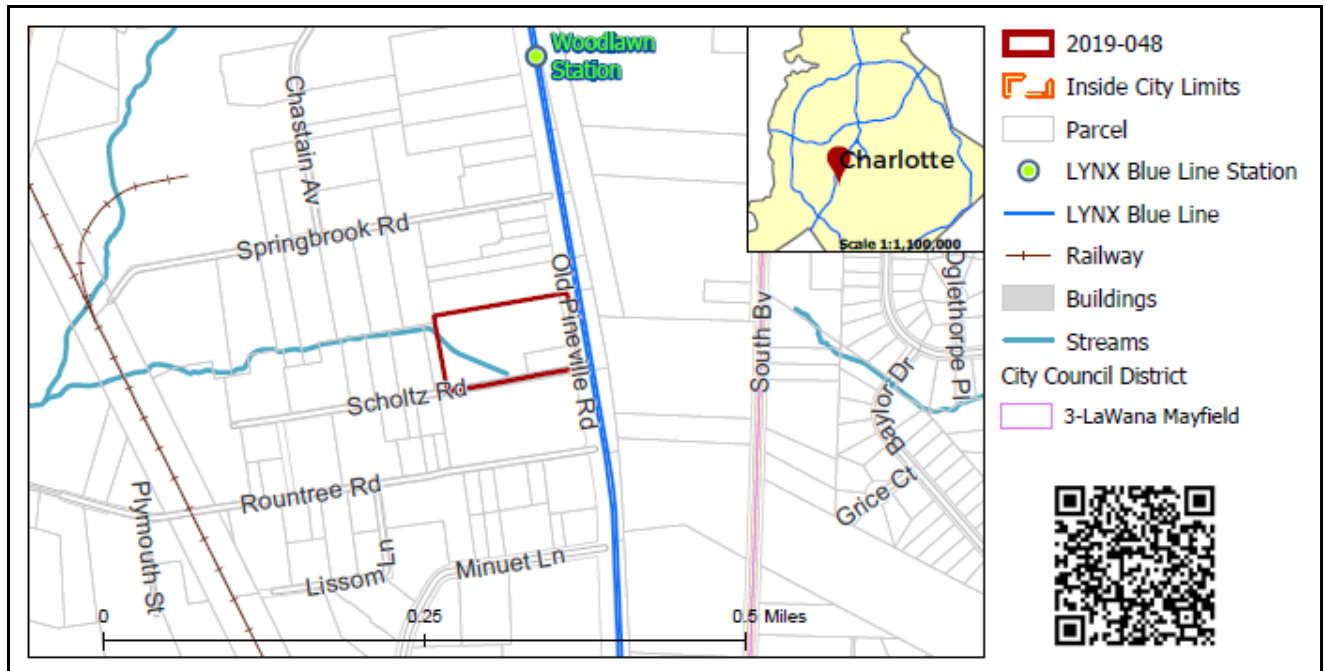 Woodlawn
Station
Chastain Av
Springbrook Rd
Old Pineville Rd
Scholtz Rd
Rountree Rd
Plymouth St
Lissom Ln
Minuet Ln
South Bv
Baylor Dr
Oglethorpe Pl
Grice Ct
0 0.25 0.5 Miles
Charlotte
Scale 1:1,100,000
2019-048
Inside City Limits
Parcel
LYNX Blue Line Station
LYNX Blue Line
Railway
Buildings
Streams
City Council District
3-LaWana Mayfield